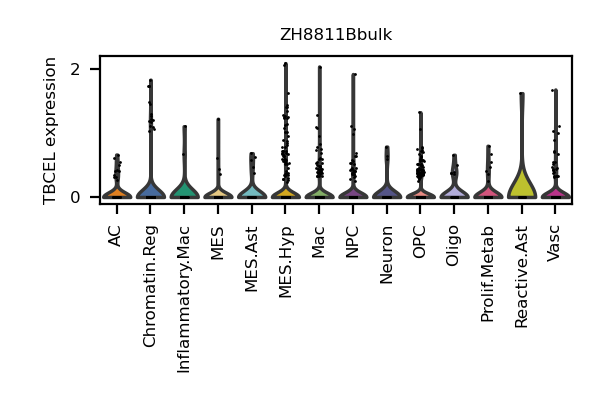 ZH8811Bbulk
TBCEL expression
2
0
AC
Chromatin.Reg
Inflammatory.Mac
MES
MES.Ast
MES.Hyp
Mac
NPC
Neuron
OPC
Oligo
Prolif.Metab
Reactive.Ast
Vasc